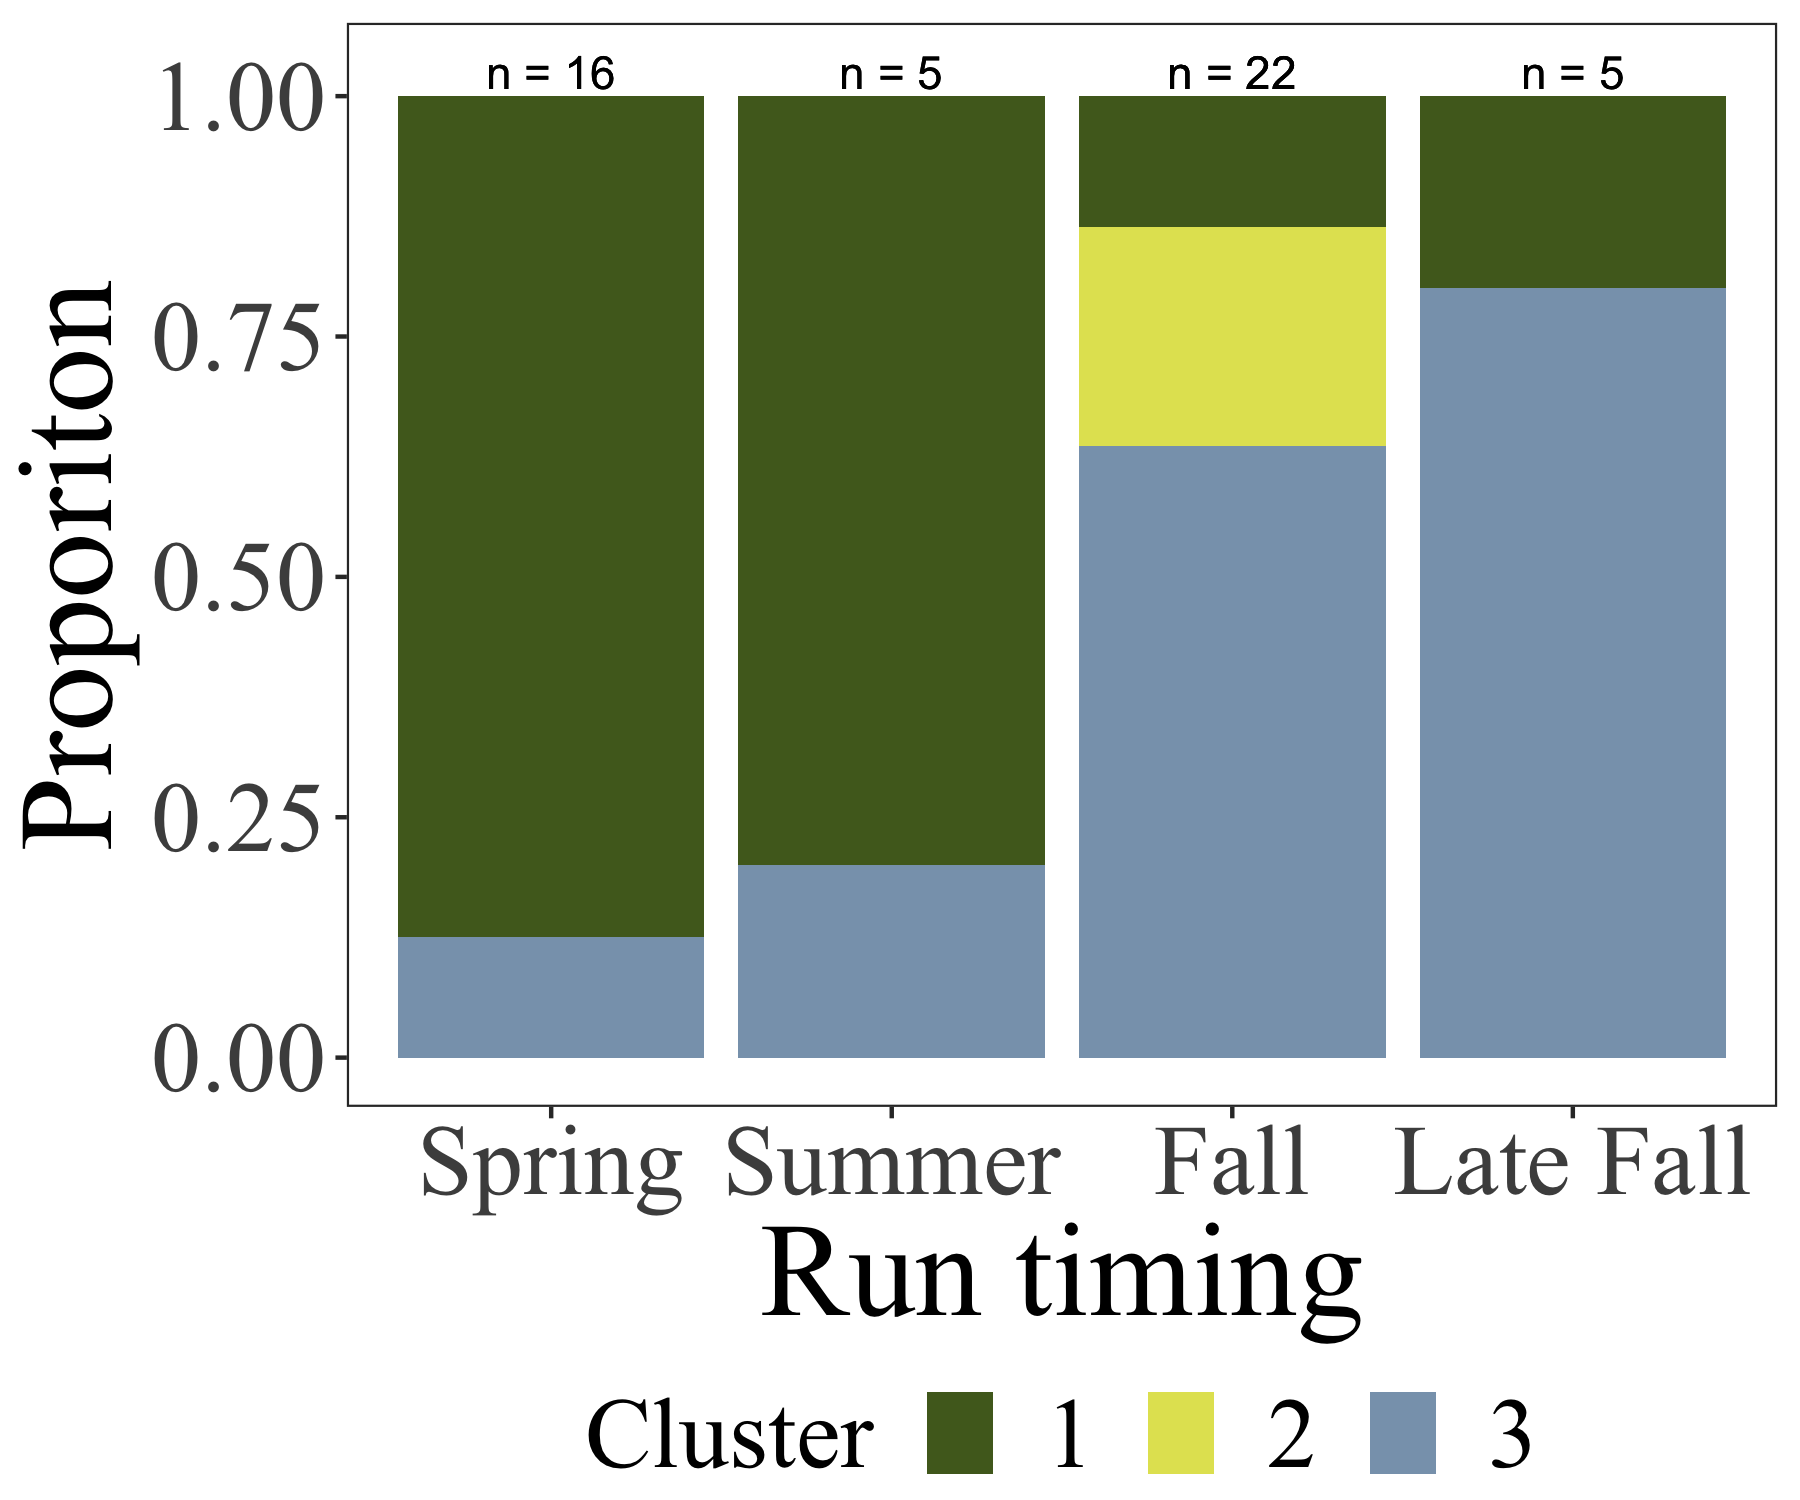 n = 16 n = 5 n = 22 n = 5
1.00
0.75
0.50
0.25
0.00
Proporiton
Spring Summer Fall Late Fall
Run timing
Cluster 1 2 3